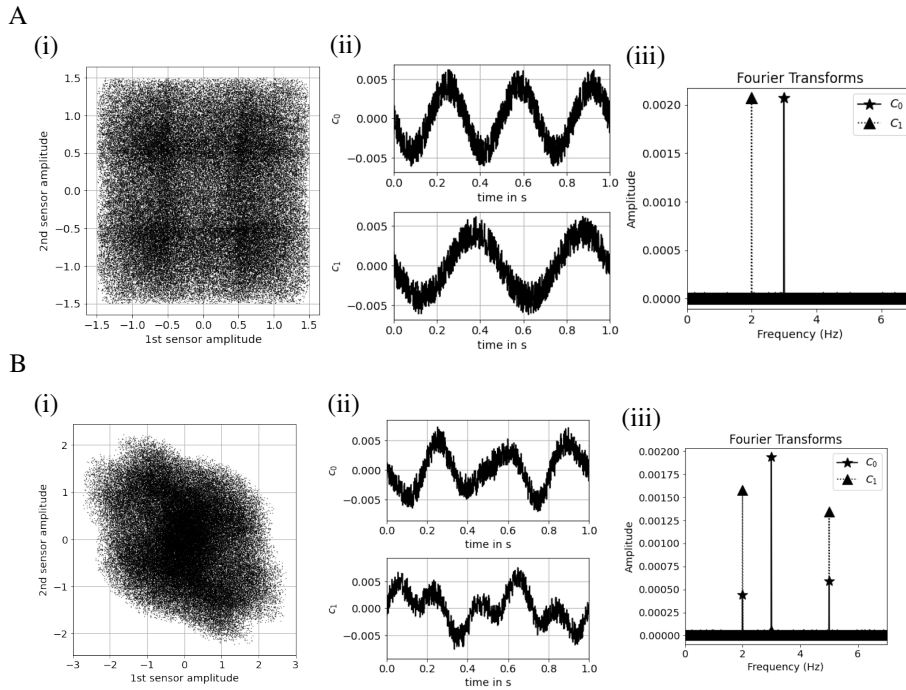 A
(i)
1.5
1.0
0.5
0.0
−0.5
−1.0
−1.5
2nd sensor amplitude
−1.5 −1.0 −0.5 0.0 0.5 1.0 1.5
1st sensor amplitude
(ii)
0.005
0.000
−0.005
c0
0.0 0.2 0.4 0.6 0.8 1.0
time in s
0.005
0.000
−0.005
c1
0.0 0.2 0.4 0.6 0.8 1.0
time in s
(iii)
Fourier Transforms
C0
C1
0.0020
0.0015
0.0010
0.0005
0.0000
Amplitude
0 2 4 6
Frequency (Hz)
B
(i)
2
1
0
−1
−2
2nd sensor amplitude
−3 −2 −1 0 1 2 3
1st sensor amplitude
(ii)
0.005
0.000
−0.005
c0
0.0 0.2 0.4 0.6 0.8 1.0
time in s
0.005
0.000
−0.005
c1
0.0 0.2 0.4 0.6 0.8 1.0
time in s
(iii)
Fourier Transforms
C0
C1
0.00200
0.00175
0.00150
0.00125
0.00100
0.00075
0.00050
0.00025
0.00000
Amplitude
0 2 4 6
Frequency (Hz)